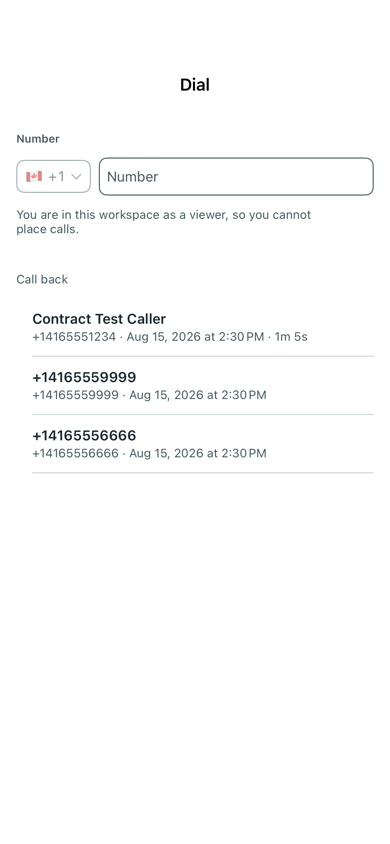 Dial
Number
+1
Number
You are in this workspace as a viewer, so you cannot
place calls.
Call back
Contract Test Caller
+14165551234 · Aug 15, 2026 at 2:30 PM · 1m 5s
+14165559999
+14165559999 · Aug 15, 2026 at 2:30 PM
+14165556666
+14165556666 · Aug 15, 2026 at 2:30 PM